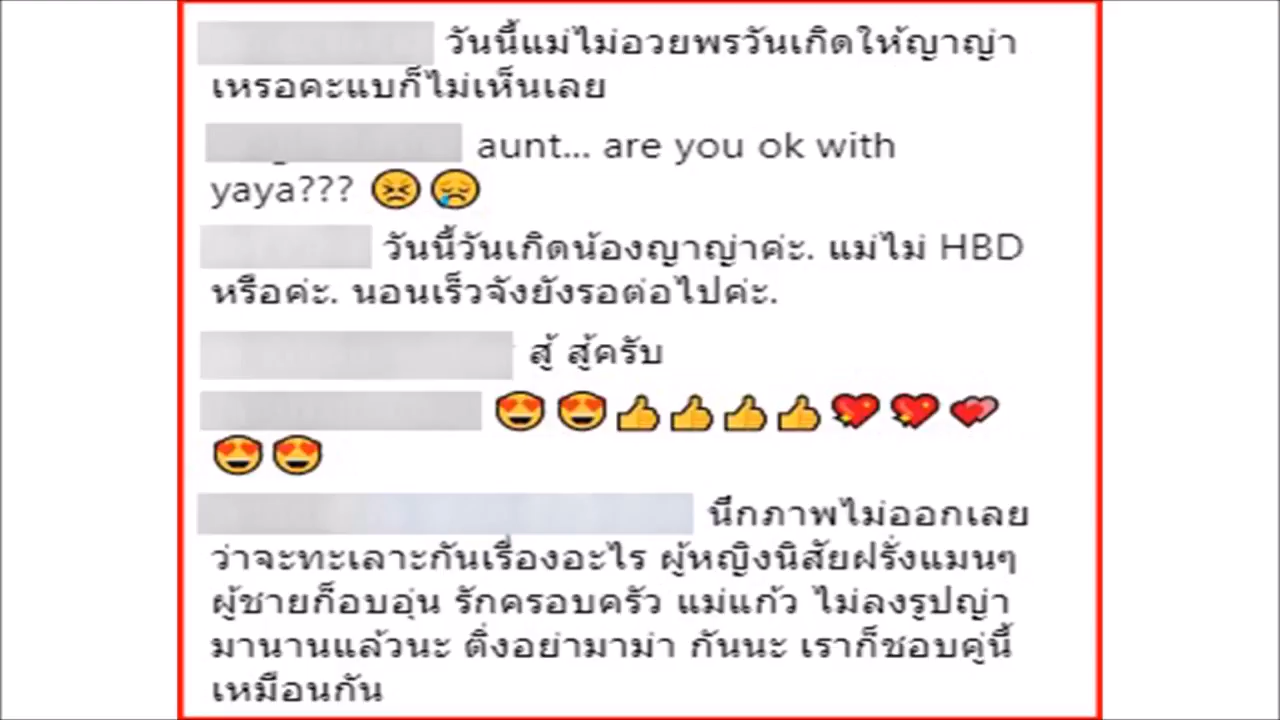 วันนี้แม่ไม่อวยพรวันเกิดให้ญาญ่า
เหรอคะแบก็ไม่เห็นเลย
aunt... are you ok with
yaya??? 😣 😢
วันนี้วันเกิดน้องญาญ่าค่ะ. แม่ไม่ HBD
หรือค่ะ. นอนเร็วจังยังรอต่อไปค่ะ.
สู้ สู้ครับ
😍 😍 👍 👍 👍 👍 💖 💖 💕
😍 😍
นึกภาพไม่ออกเลย
ว่าจะทะเลาะกันเรื่องอะไร ผู้หญิงนิสัยฝรั่งแมนๆ
ผู้ชายก็อบอุ่น รักครอบครัว แม่แก้ว ไม่ลงรูปญ่า
มานานแล้วนะ ติ่งอย่ามาม่า กันนะ เราก็ชอบคู่นี้
เหมือนกัน